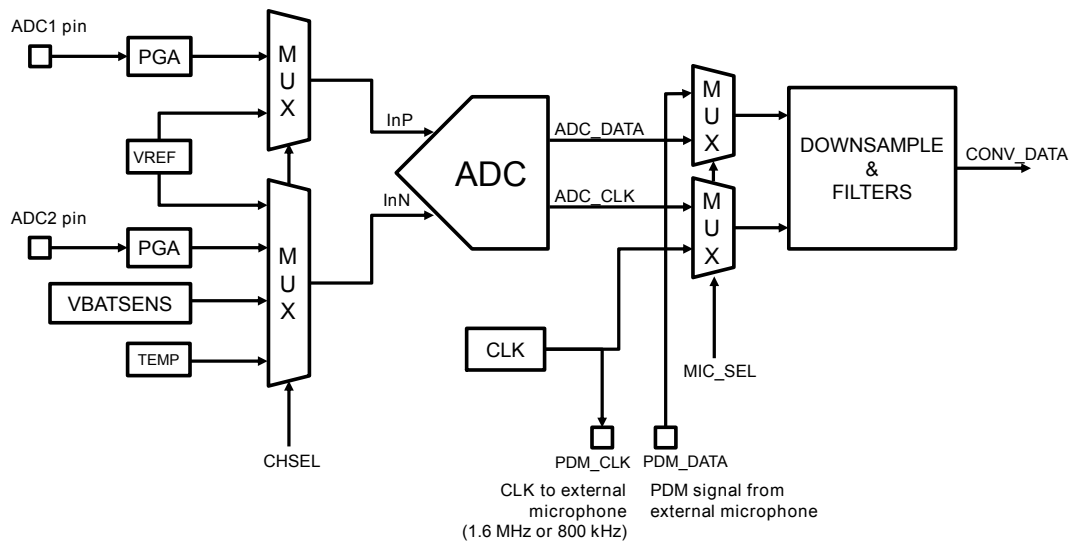 ADC1 pin
PGA
MUX
VREF
ADC2 pin
PGA
VBATSENS
TEMP
MUX
CHSEL
InP
InN
ADC
ADC_DATA
ADC_CLK
CLK
MUX
MUX
MIC_SEL
DOWNSAMPLE
&
FILTERS
CONV_DATA
PDM_CLK
CLK to external
microphone
(1.6 MHz or 800 kHz)
PDM_DATA
PDM signal from
external microphone